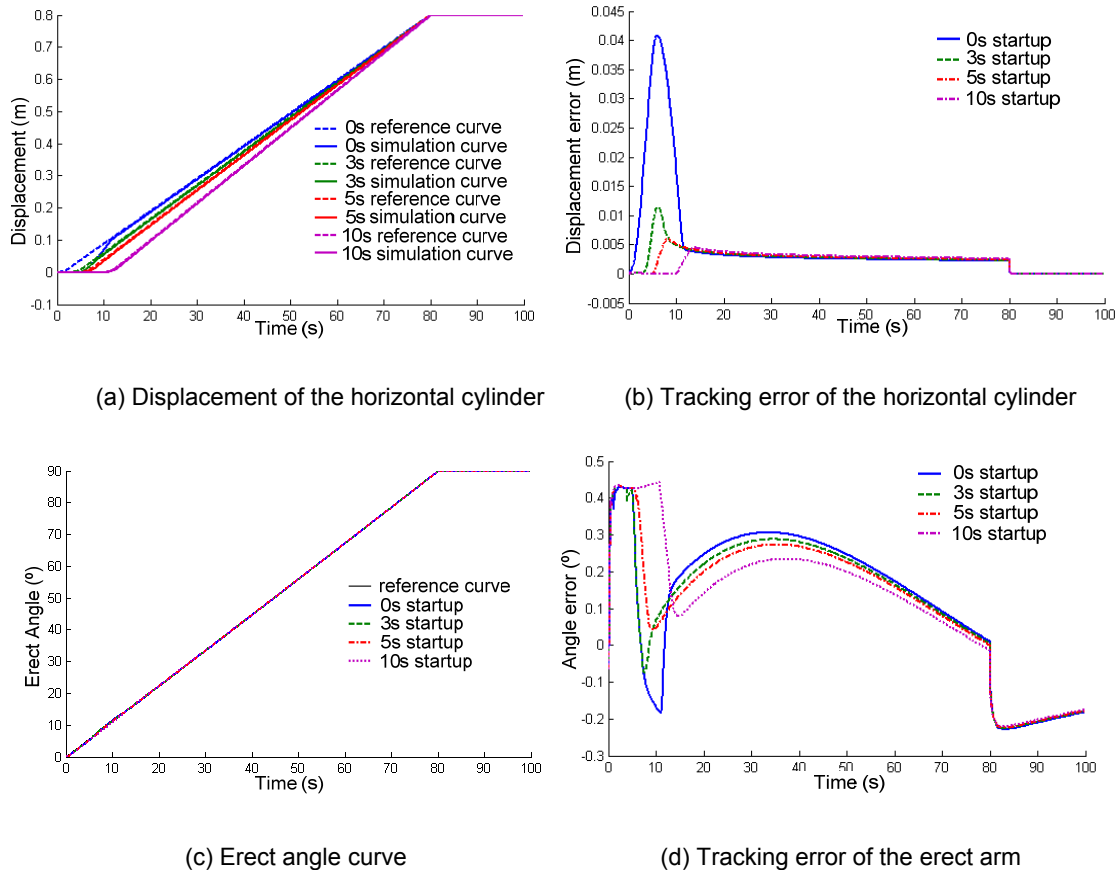 0.8
0.7
0.6
0.5
0.4
0.3
0.2
0.1
0
-0.1
Displacement (m)
0 10 20 30 40 50 60 70 80 90 100
Time (s)
0s reference curve
0s simulation curve
3s reference curve
3s simulation curve
5s reference curve
5s simulation curve
10s reference curve
10s simulation curve
(a) Displacement of the horizontal cylinder
0.045
0.04
0.035
0.03
0.025
0.02
0.015
0.01
0.005
0
-0.005
Displacement error (m)
0 10 20 30 40 50 60 70 80 90 100
Time (s)
0s startup
3s startup
5s startup
10s startup
(b) Tracking error of the horizontal cylinder
90
80
70
60
50
40
30
20
10
0
Erect Angle (º)
0 10 20 30 40 50 60 70 80 90 100
Time (s)
reference curve
0s startup
3s startup
5s startup
10s startup
(c) Erect angle curve
0.5
0.4
0.3
0.2
0.1
0
-0.1
-0.2
-0.3
Angle error (º)
0 10 20 30 40 50 60 70 80 90 100
Time (s)
0s startup
3s startup
5s startup
10s startup
(d) Tracking error of the erect arm